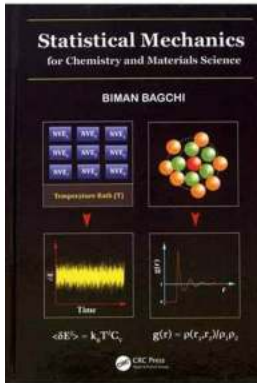 Statistical Mechanics
for Chemistry and Materials Science
BIMAN BAGCHI
Temperature Bath (T)
g(r)
r
δE
Time
<δE²> = k_BT²C_V
g(r) = ρ(r₁,r₂)/ρ₁ρ₂
CRC Press